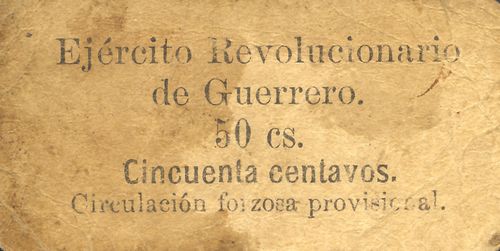 Ejército Revolucionario
de Guerrero.
50 cs.
Cincuenta centavos.
Circulación forzosa provisional.